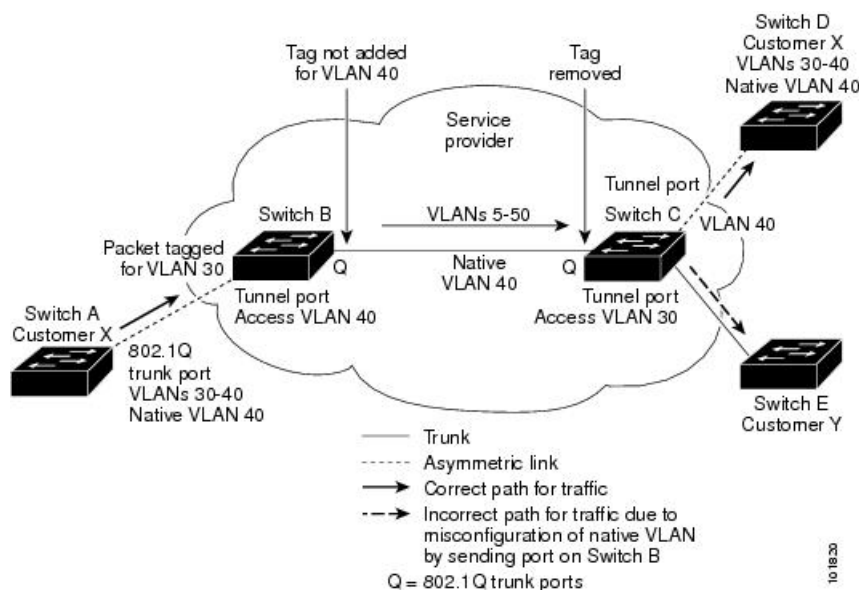 Tag not added
for VLAN 40
Tag
removed
Switch D
Customer X
VLANs 30-40
Native VLAN 40
Service
provider
Tunnel port
Switch B
VLANs 5-50
Switch C
VLAN 40
Packet tagged
for VLAN 30
Q
Native
VLAN 40
Q
Switch A
Customer X
Tunnel port
Access VLAN 40
Tunnel port
Access VLAN 30
802.1Q
trunk port
VLANs 30-40
Native VLAN 40
Switch E
Customer Y
Trunk
Asymmetric link
Correct path for traffic
Incorrect path for traffic due to
misconfiguration of native VLAN
by sending port on Switch B
Q = 802.1Q trunk ports
101820